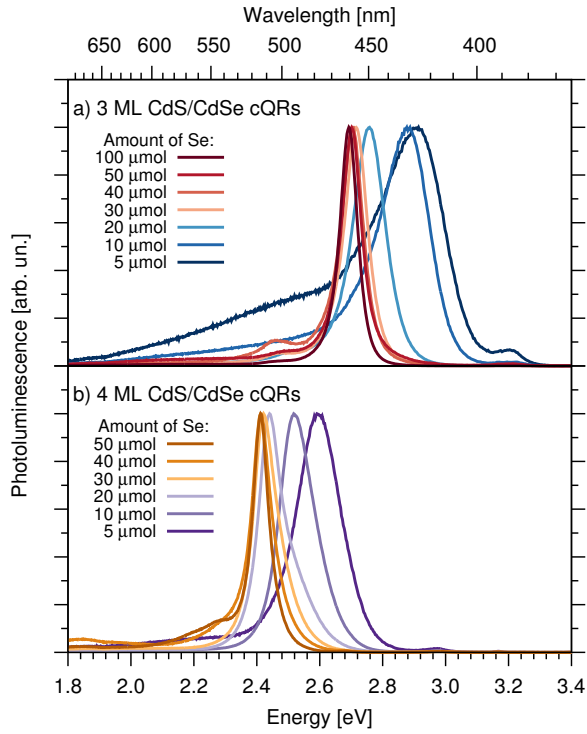 Wavelength [nm]
650 600 550 500 450 400
a) 3 ML CdS/CdSe cQRs
Amount of Se:
100 μmol
50 μmol
40 μmol
30 μmol
20 μmol
10 μmol
5 μmol
Photoluminescence [arb. un.]
b) 4 ML CdS/CdSe cQRs
Amount of Se:
50 μmol
40 μmol
30 μmol
20 μmol
10 μmol
5 μmol
1.8 2.0 2.2 2.4 2.6 2.8 3.0 3.2 3.4
Energy [eV]